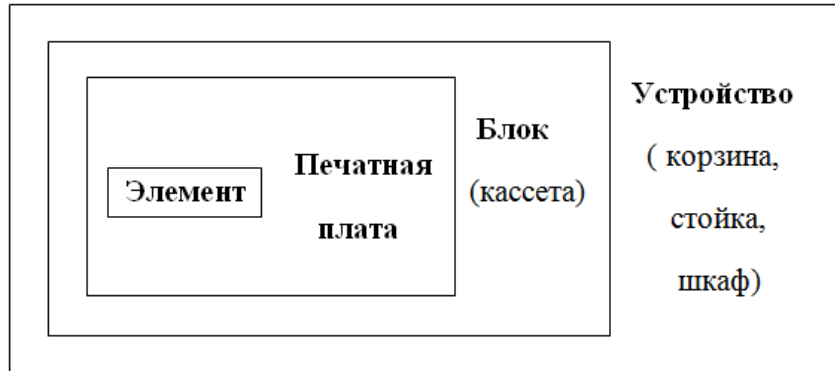 Элемент
Печатная
плата
Блок
(кассета)
Устройство
( корзина,
стойка,
шкаф)